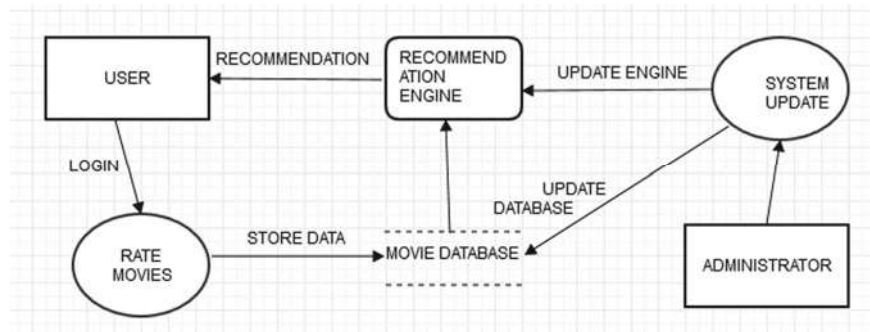 USER
RECOMMENDATION
RECOMMEND
ATION
ENGINE
UPDATE ENGINE
SYSTEM
UPDATE
LOGIN
UPDATE
DATABASE
RATE
MOVIES
STORE DATA
MOVIE DATABASE
ADMINISTRATOR